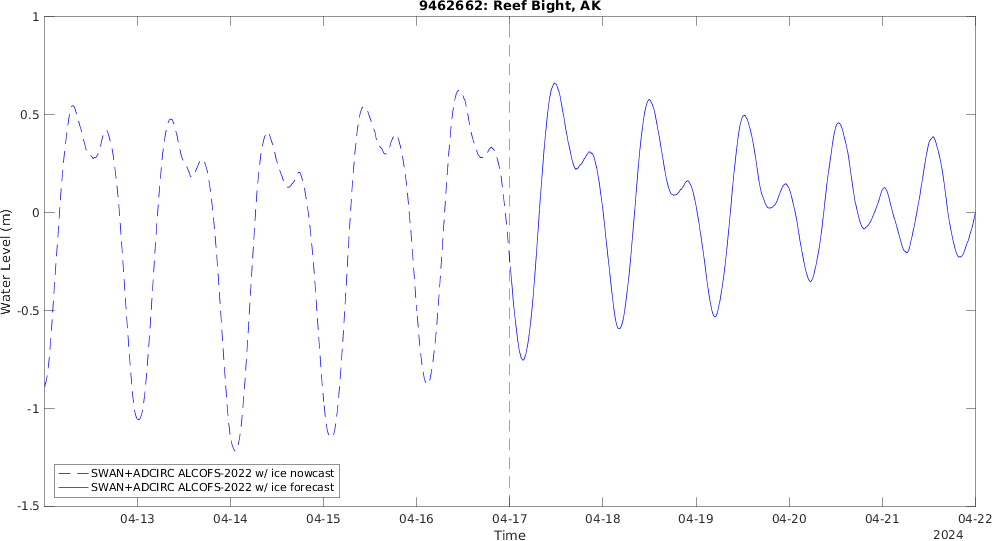 9462662: Reef Bight, AK
1
0.5
0
-0.5
-1
-1.5
Water Level (m)
SWAN+ADCIRC ALCOFS-2022 w/ ice nowcast
SWAN+ADCIRC ALCOFS-2022 w/ ice forecast
04-13 04-14 04-15 04-16 04-17 04-18 04-19 04-20 04-21 04-22
Time
2024